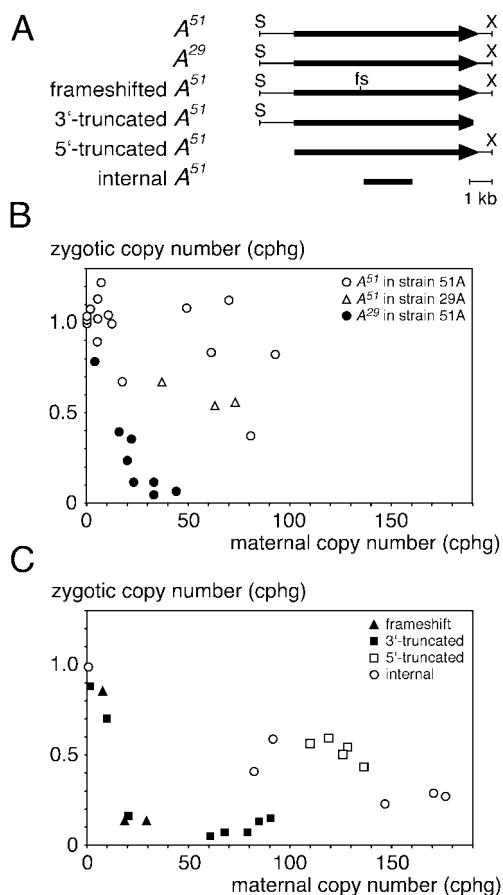 A
A51 S X
A29 S X
frameshifted A51 S fs X
3'-truncated A51 S
5'-truncated A51 X
internal A51
1 kb
B
zygotic copy number (cphg)
A51 in strain 51A
A51 in strain 29A
A29 in strain 51A
1.0
0.5
0
0 50 100 150
maternal copy number (cphg)
C
zygotic copy number (cphg)
frameshift
3'-truncated
5'-truncated
internal
1.0
0.5
0
0 50 100 150
maternal copy number (cphg)